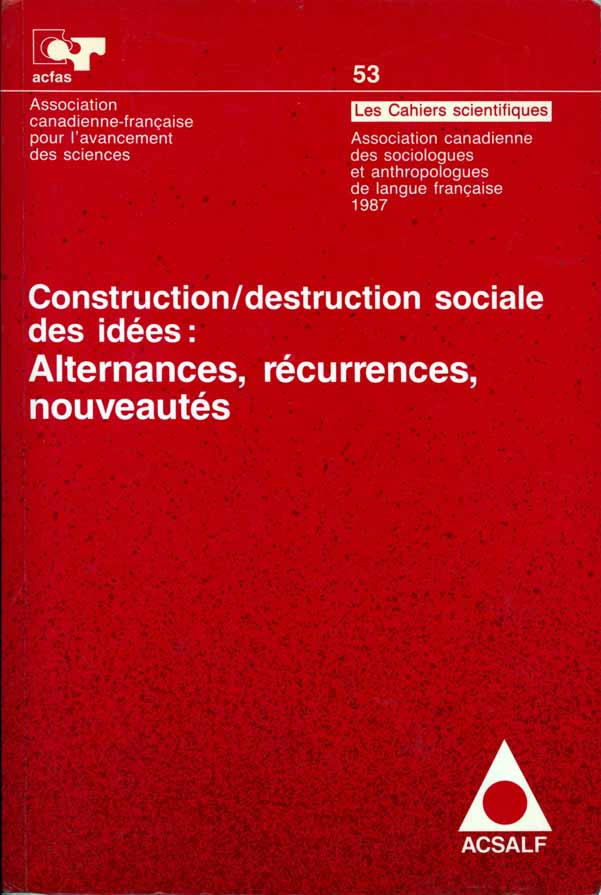 acfas
Association
canadienne-française
pour l'avancement
des sciences
53
Les Cahiers scientifiques
Association canadienne
des sociologues
et anthropologues
de langue française
1987
Construction/destruction sociale
des idées :
Alternances, récurrences,
nouveautés
ACSALF